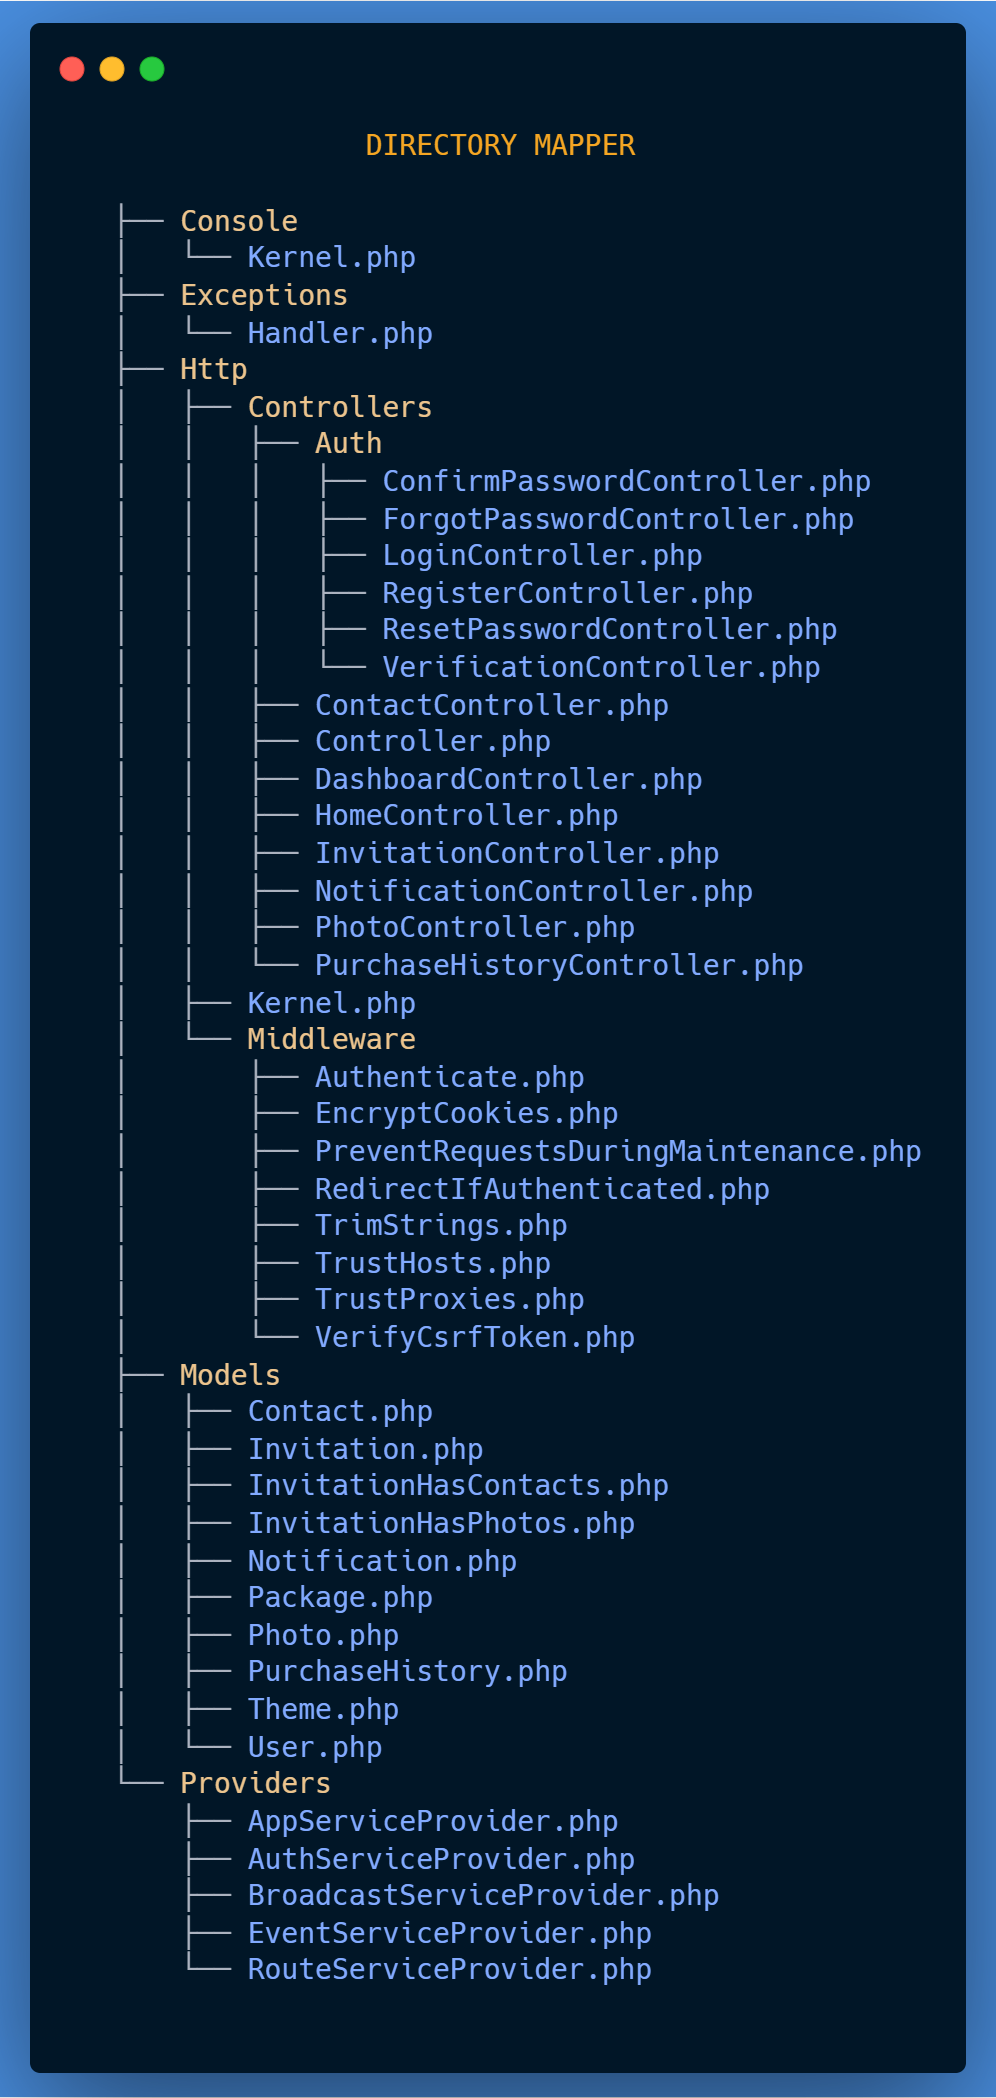 DIRECTORY MAPPER
├── Console
│   └── Kernel.php
├── Exceptions
│   └── Handler.php
├── Http
│   ├── Controllers
│   │   ├── Auth
│   │   │   ├── ConfirmPasswordController.php
│   │   │   ├── ForgotPasswordController.php
│   │   │   ├── LoginController.php
│   │   │   ├── RegisterController.php
│   │   │   ├── ResetPasswordController.php
│   │   │   └── VerificationController.php
│   │   ├── ContactController.php
│   │   ├── Controller.php
│   │   ├── DashboardController.php
│   │   ├── HomeController.php
│   │   ├── InvitationController.php
│   │   ├── NotificationController.php
│   │   ├── PhotoController.php
│   │   └── PurchaseHistoryController.php
│   ├── Kernel.php
│   └── Middleware
│       ├── Authenticate.php
│       ├── EncryptCookies.php
│       ├── PreventRequestsDuringMaintenance.php
│       ├── RedirectIfAuthenticated.php
│       ├── TrimStrings.php
│       ├── TrustHosts.php
│       ├── TrustProxies.php
│       └── VerifyCsrfToken.php
├── Models
│   ├── Contact.php
│   ├── Invitation.php
│   ├── InvitationHasContacts.php
│   ├── InvitationHasPhotos.php
│   ├── Notification.php
│   ├── Package.php
│   ├── Photo.php
│   ├── PurchaseHistory.php
│   ├── Theme.php
│   └── User.php
└── Providers
    ├── AppServiceProvider.php
    ├── AuthServiceProvider.php
    ├── BroadcastServiceProvider.php
    ├── EventServiceProvider.php
    └── RouteServiceProvider.php